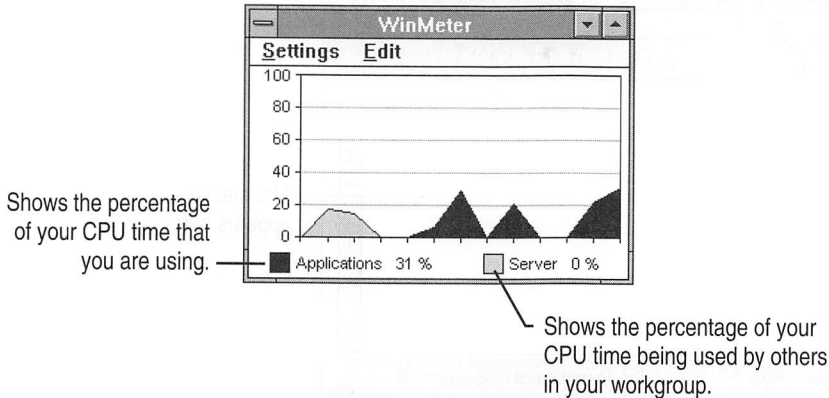 WinMeter
Settings Edit
100
80
60
40
20
0
Applications 31 % Server 0 %
Shows the percentage
of your CPU time that
you are using.
Shows the percentage of your
CPU time being used by others
in your workgroup.